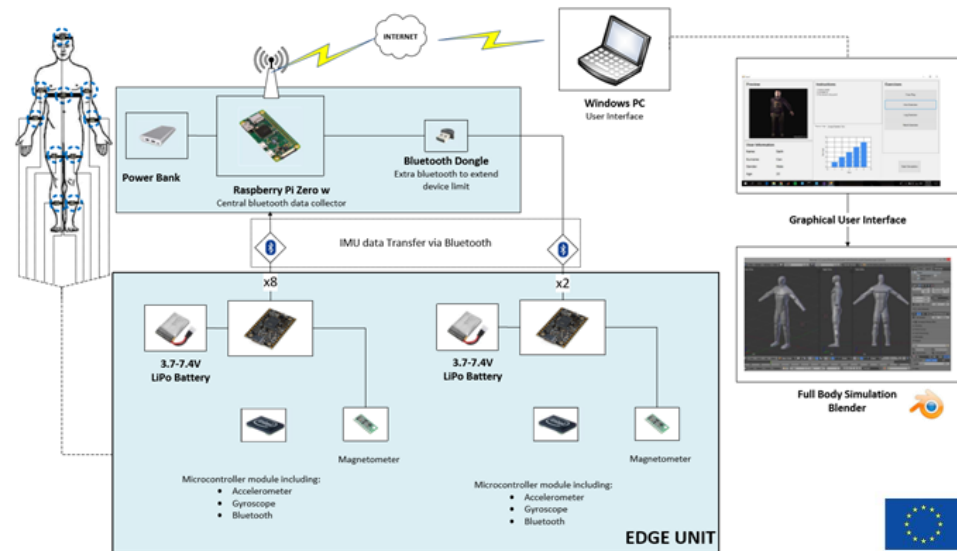 INTERNET
Windows PC
User Interface
Power Bank
Raspberry Pi Zero w
Central bluetooth data collector
Bluetooth Dongle
Extra bluetooth to extend
device limit
Graphical User Interface
IMU data Transfer via Bluetooth
x8
x2
3.7-7.4V
LiPo Battery
3.7-7.4V
LiPo Battery
Full Body Simulation
Blender
Magnetometer
Magnetometer
Microcontroller module including:
• Accelerometer
• Gyroscope
• Bluetooth
Microcontroller module including:
• Accelerometer
• Gyroscope
• Bluetooth
EDGE UNIT